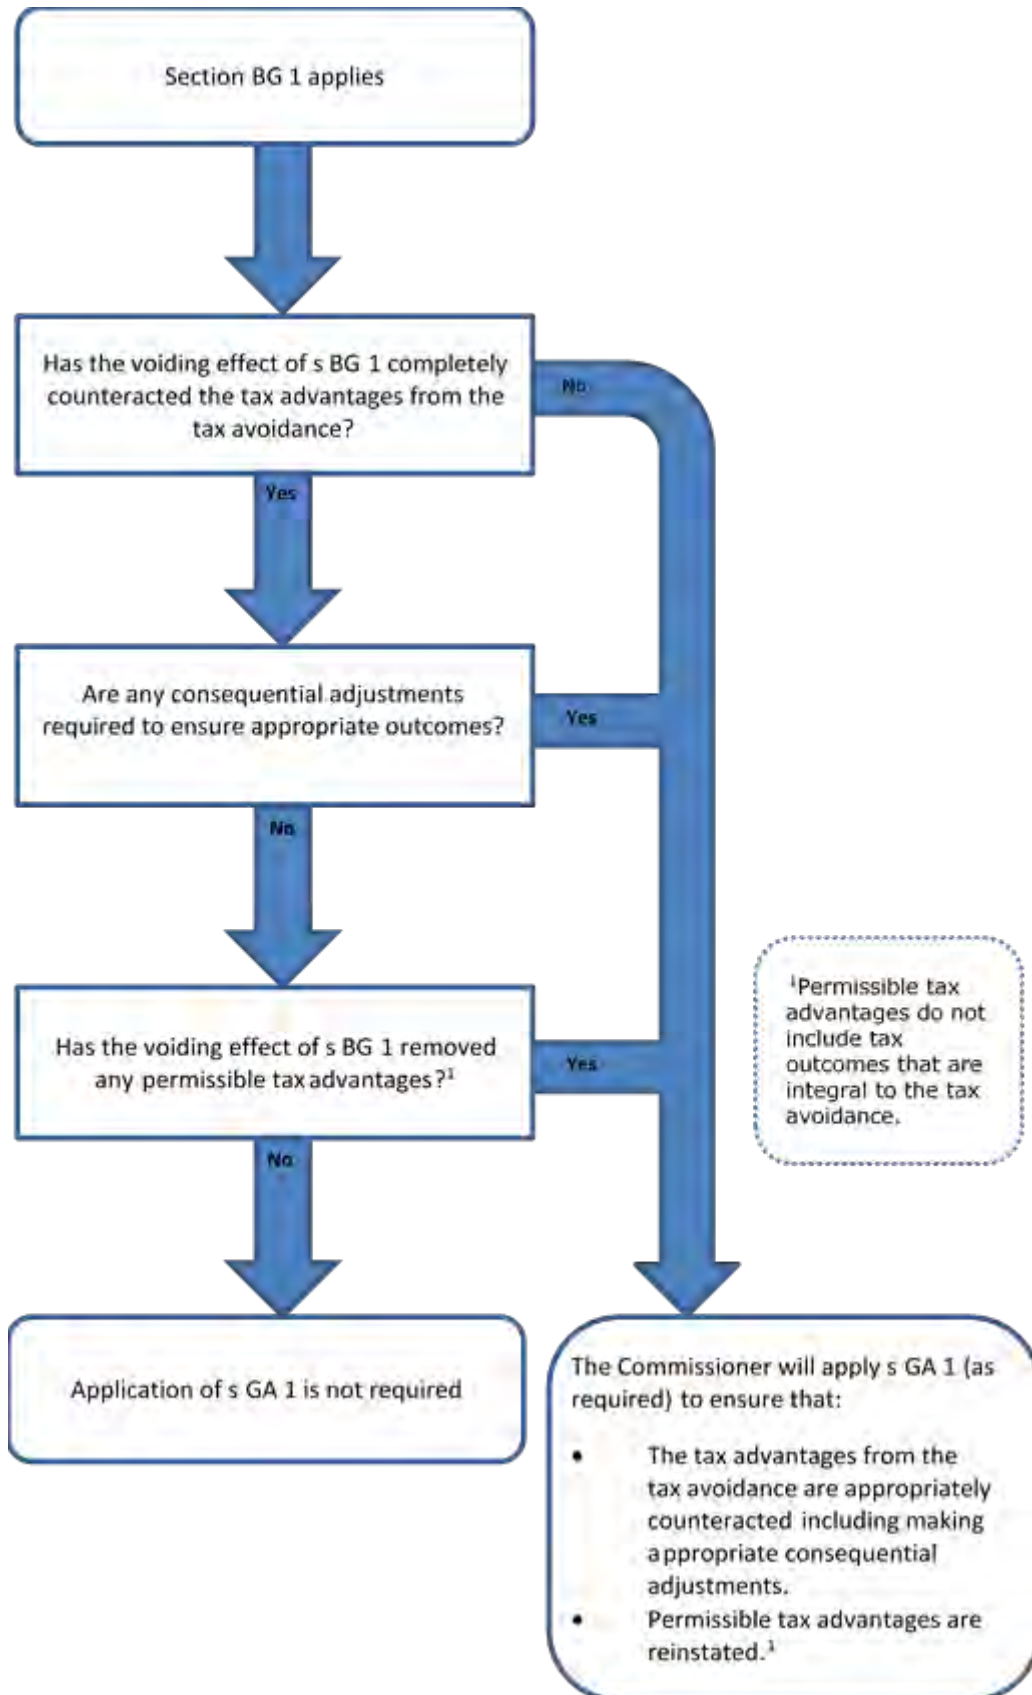 Section BG 1 applies
Has the voiding effect of s BG 1 completely
counteracted the tax advantages from the
tax avoidance?
No
Yes
Are any consequential adjustments
required to ensure appropriate outcomes?
Yes
No
Has the voiding effect of s BG 1 removed
any permissible tax advantages?¹
Yes
No
¹Permissible tax
advantages do not
include tax
outcomes that are
integral to the tax
avoidance.
Application of s GA 1 is not required
The Commissioner will apply s GA 1 (as
required) to ensure that:
• The tax advantages from the
tax avoidance are appropriately
counteracted including making
appropriate consequential
adjustments.
• Permissible tax advantages are
reinstated.¹